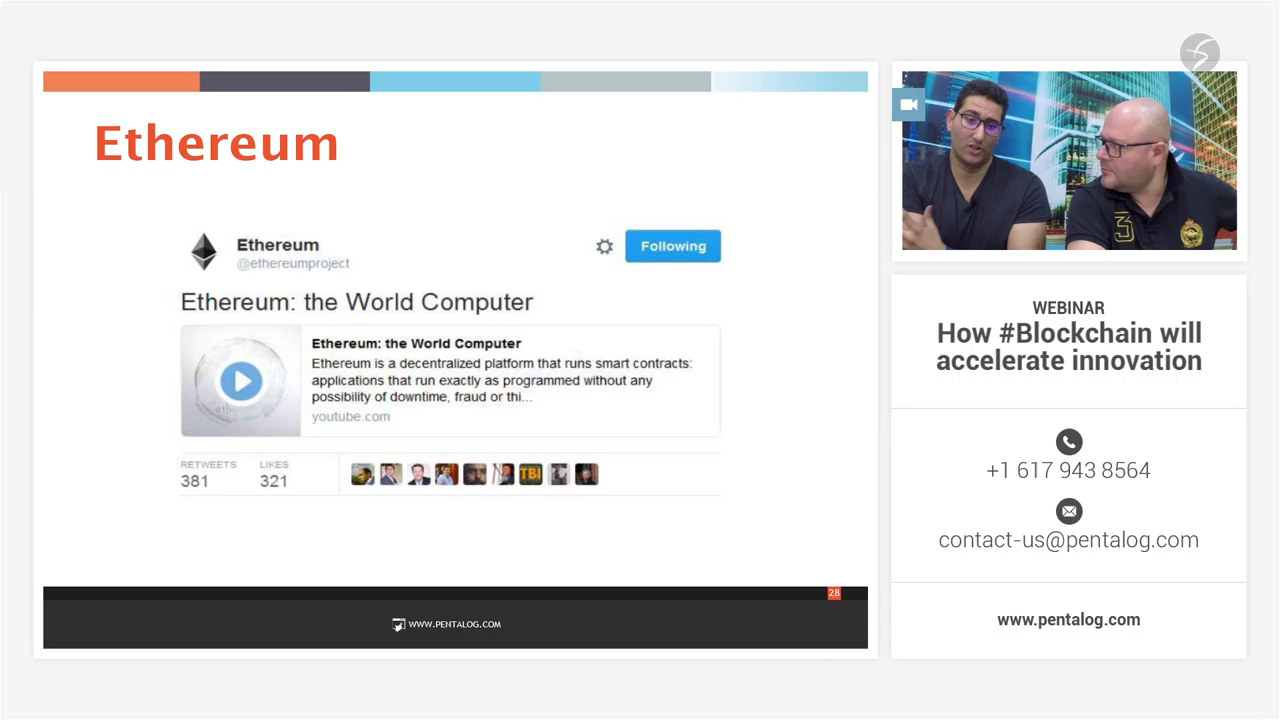 Ethereum
Ethereum
@ethereumproject
Following
Ethereum: the World Computer
Ethereum: the World Computer
Ethereum is a decentralized platform that runs smart contracts:
applications that run exactly as programmed without any
possibility of downtime, fraud or thi...
youtube.com
RETWEETS LIKES
381 321
TBI
28
WWW.PENTALOG.COM
3
WEBINAR
How #Blockchain will
accelerate innovation
+1 617 943 8564
contact-us@pentalog.com
www.pentalog.com